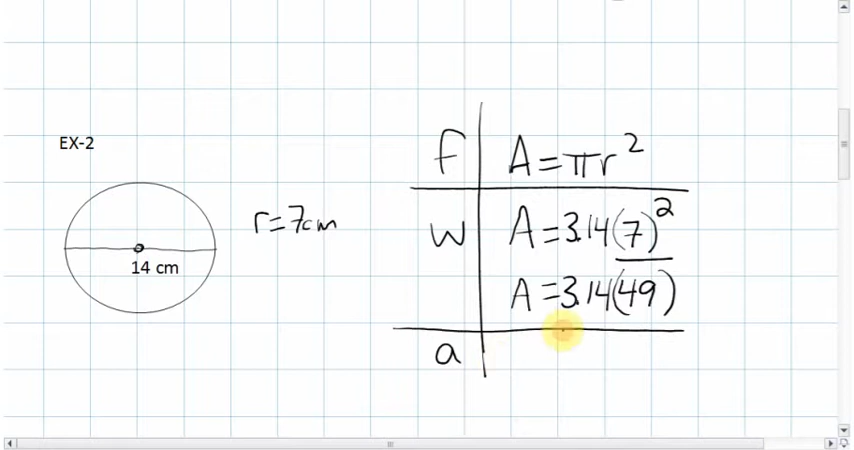 EX-2
14 cm
r=7cm
f A=πr²
w A=3.14(7)²
A=3.14(49)
a